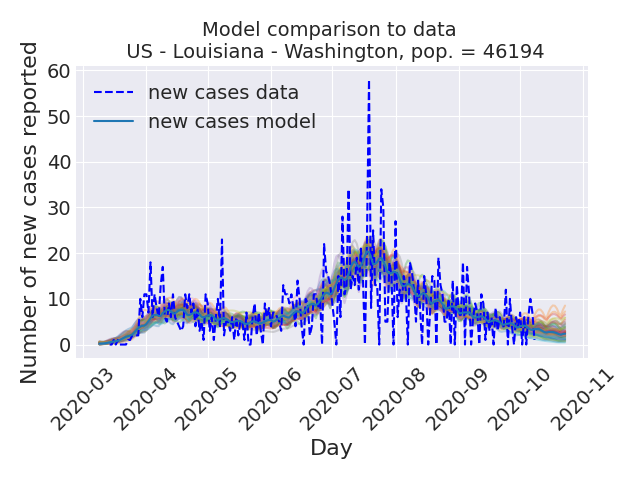 Model comparison to data
US - Louisiana - Washington, pop. = 46194
Number of new cases reported
60
50
40
30
20
10
0
new cases data
new cases model
2020-03
2020-04
2020-05
2020-06
2020-07
2020-08
2020-09
2020-10
2020-11
Day